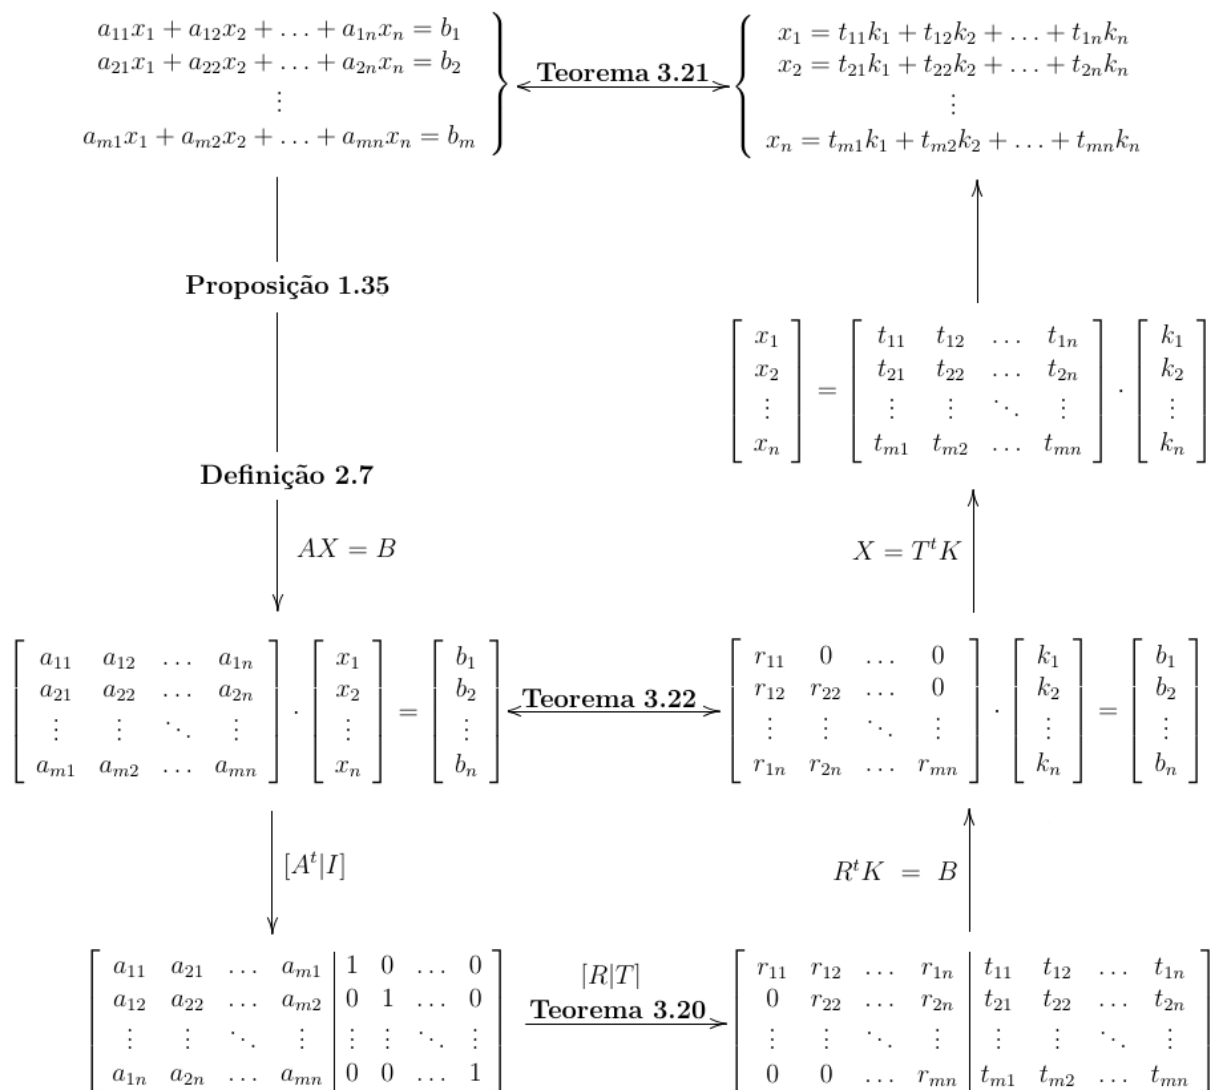 a₁₁x₁ + a₁₂x₂ + … + a₁ₙxₙ = b₁
a₂₁x₁ + a₂₂x₂ + … + a₂ₙxₙ = b₂
⋮
aₘ₁x₁ + aₘ₂x₂ + … + aₘₙxₙ = bₘ
Teorema 3.21
x₁ = t₁₁k₁ + t₁₂k₂ + … + t₁ₙkₙ
x₂ = t₂₁k₁ + t₂₂k₂ + … + t₂ₙkₙ
⋮
xₙ = tₘ₁k₁ + tₘ₂k₂ + … + tₘₙkₙ
Proposição 1.35
Definição 2.7
AX = B
[x₁] [t₁₁ t₁₂ … t₁ₙ] [k₁]
[x₂] [t₂₁ t₂₂ … t₂ₙ] [k₂]
[⋮] = [⋮ ⋮ ⋱ ⋮] · [⋮]
[xₙ] [tₘ₁ tₘ₂ … tₘₙ] [kₙ]
X = TᵗK
[a₁₁ a₁₂ … a₁ₙ] [x₁] [b₁]
[a₂₁ a₂₂ … a₂ₙ] [x₂] [b₂]
[⋮ ⋮ ⋱ ⋮] · [⋮] = [⋮]
[aₘ₁ aₘ₂ … aₘₙ] [xₙ] [bₙ]
Teorema 3.22
[r₁₁ 0 … 0] [k₁] [b₁]
[r₁₂ r₂₂ … 0] [k₂] [b₂]
[⋮ ⋮ ⋱ ⋮] · [⋮] = [⋮]
[r₁ₙ r₂ₙ … rₘₙ] [kₙ] [bₙ]
[Aᵗ|I]
RᵗK = B
[a₁₁ a₂₁ … aₘ₁ | 1 0 … 0]
[a₁₂ a₂₂ … aₘ₂ | 0 1 … 0]
[⋮ ⋮ ⋱ ⋮ | ⋮ ⋮ ⋱ ⋮]
[a₁ₙ a₂ₙ … aₘₙ | 0 0 … 1]
[R|T]
Teorema 3.20
[r₁₁ r₁₂ … r₁ₙ | t₁₁ t₁₂ … t₁ₙ]
[0 r₂₂ … r₂ₙ | t₂₁ t₂₂ … t₂ₙ]
[⋮ ⋮ ⋱ ⋮ | ⋮ ⋮ ⋱ ⋮]
[0 0 … rₘₙ | tₘ₁ tₘ₂ … tₘₙ]